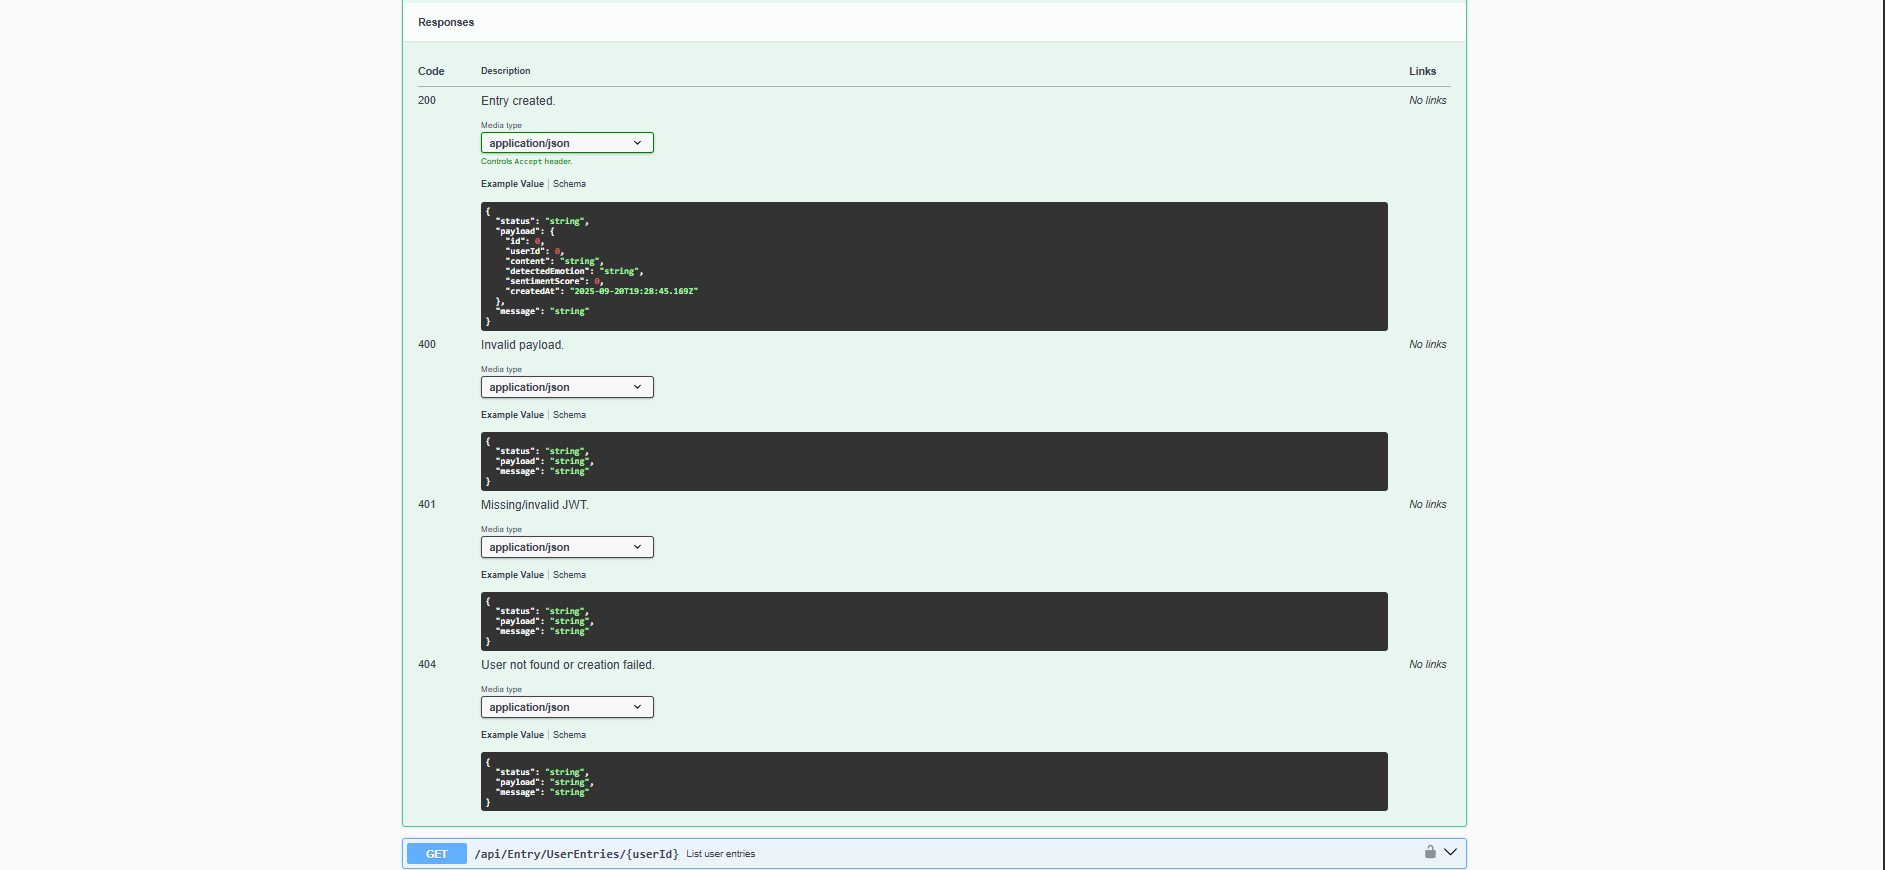 Responses
Code Description Links
200 Entry created. No links
Media type
application/json
Controls Accept header.
Example Value Schema
{
"status": "string",
"payload": {
"id": 0,
"userId": 0,
"content": "string",
"detectedEmotion": "string",
"sentimentScore": 0,
"createdAt": "2025-09-20T19:28:45.169Z"
},
"message": "string"
}
400 Invalid payload. No links
Media type
application/json
Example Value Schema
{
"status": "string",
"payload": "string",
"message": "string"
}
401 Missing/invalid JWT. No links
Media type
application/json
Example Value Schema
{
"status": "string",
"payload": "string",
"message": "string"
}
404 User not found or creation failed. No links
Media type
application/json
Example Value Schema
{
"status": "string",
"payload": "string",
"message": "string"
}
GET /api/Entry/UserEntries/{userId} List user entries